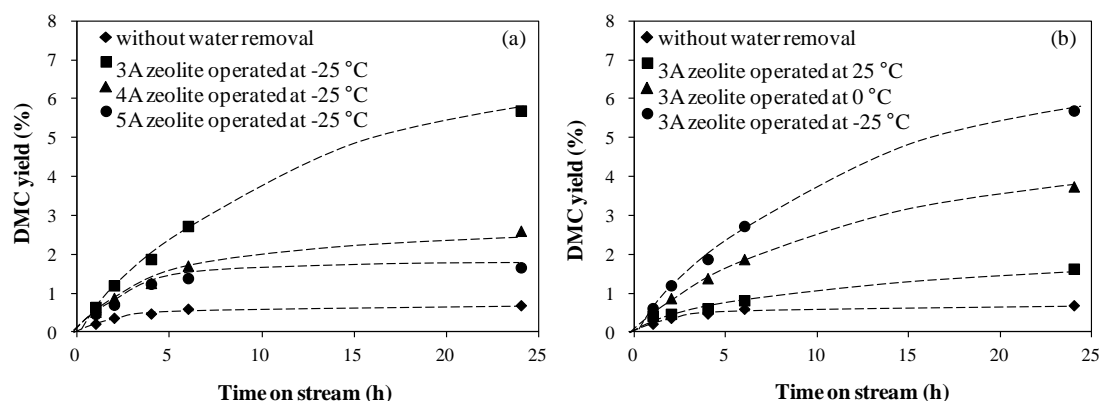 8
7
6
5
4
3
2
1
0
DMC yield (%)
without water removal
3A zeolite operated at -25 °C
4A zeolite operated at -25 °C
5A zeolite operated at -25 °C
(a)
0 5 10 15 20 25
Time on stream (h)
8
7
6
5
4
3
2
1
0
DMC yield (%)
without water removal
3A zeolite operated at 25 °C
3A zeolite operated at 0 °C
3A zeolite operated at -25 °C
(b)
0 5 10 15 20 25
Time on stream (h)